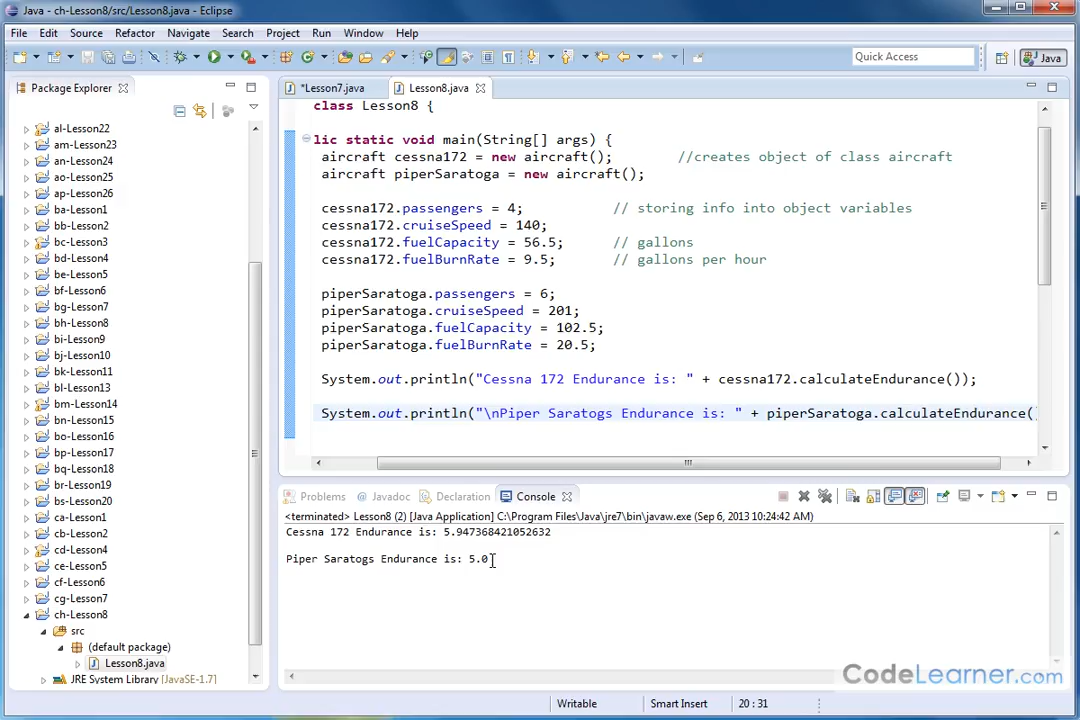 Java - ch-Lesson8/src/Lesson8.java - Eclipse
File Edit Source Refactor Navigate Search Project Run Window Help
Quick Access
Java
Package Explorer
*Lesson7.java
Lesson8.java
al-Lesson22
am-Lesson23
an-Lesson24
ao-Lesson25
ap-Lesson26
ba-Lesson1
bb-Lesson2
bc-Lesson3
bd-Lesson4
be-Lesson5
bf-Lesson6
bg-Lesson7
bh-Lesson8
bi-Lesson9
bj-Lesson10
bk-Lesson11
bl-Lesson13
bm-Lesson14
bn-Lesson15
bo-Lesson16
bp-Lesson17
bq-Lesson18
br-Lesson19
bs-Lesson20
ca-Lesson1
cb-Lesson2
cd-Lesson4
ce-Lesson5
cf-Lesson6
cg-Lesson7
ch-Lesson8
src
(default package)
Lesson8.java
JRE System Library [JavaSE-1.7]
class Lesson8 {
lic static void main(String[] args) {
aircraft cessna172 = new aircraft(); //creates object of class aircraft
aircraft piperSaratoga = new aircraft();
cessna172.passengers = 4; // storing info into object variables
cessna172.cruiseSpeed = 140;
cessna172.fuelCapacity = 56.5; // gallons
cessna172.fuelBurnRate = 9.5; // gallons per hour
piperSaratoga.passengers = 6;
piperSaratoga.cruiseSpeed = 201;
piperSaratoga.fuelCapacity = 102.5;
piperSaratoga.fuelBurnRate = 20.5;
System.out.println("Cessna 172 Endurance is: " + cessna172.calculateEndurance());
System.out.println("\nPiper Saratogs Endurance is: " + piperSaratoga.calculateEndurance()
Problems @ Javadoc Declaration Console
<terminated> Lesson8 (2) [Java Application] C:\Program Files\Java\jre7\bin\javaw.exe (Sep 6, 2013 10:24:42 AM)
Cessna 172 Endurance is: 5.947368421052632
Piper Saratogs Endurance is: 5.0
CodeLearner.com
Writable Smart Insert 20 : 31